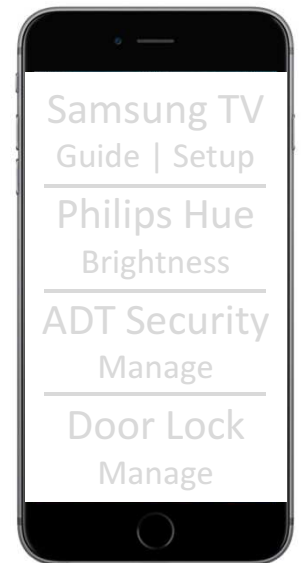 Samsung TV
Guide | Setup
Philips Hue
Brightness
ADT Security
Manage
Door Lock
Manage